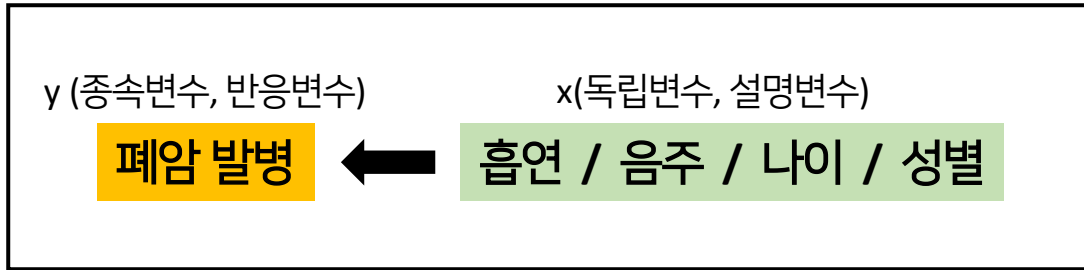 y (종속변수, 반응변수) x(독립변수, 설명변수)
폐암 발병 흡연 / 음주 / 나이 / 성별